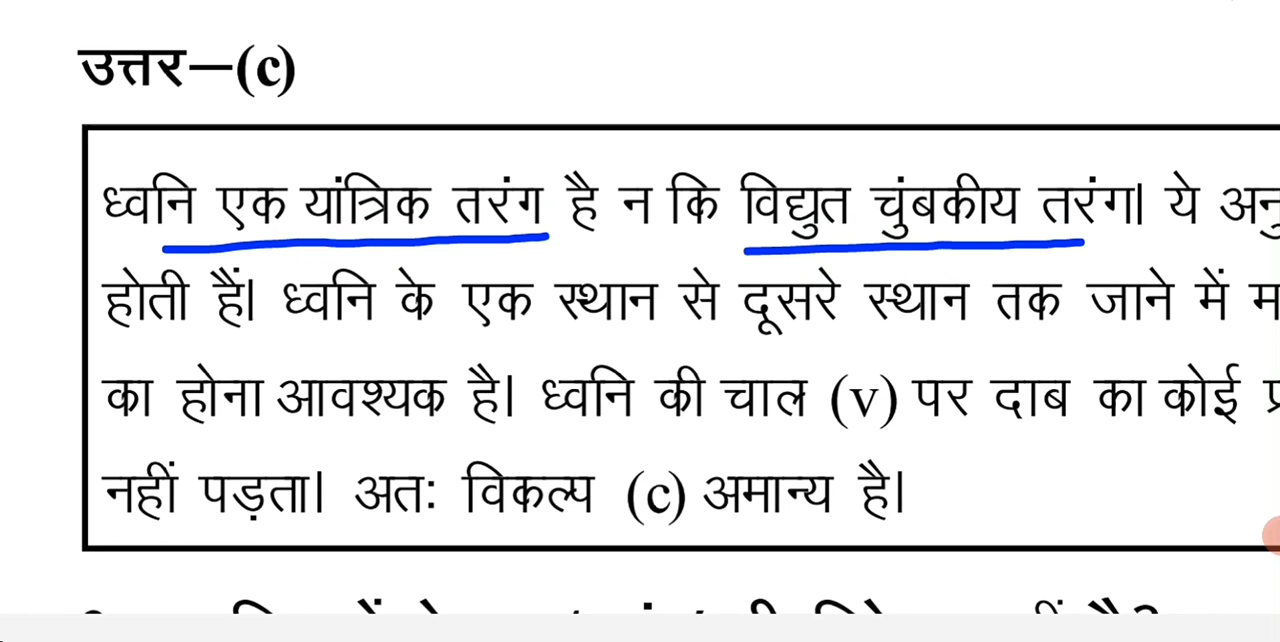 उत्तर—(c)
ध्वनि एक यांत्रिक तरंग है न कि विद्युत चुंबकीय तरंग। ये
होती हैं। ध्वनि के एक स्थान से दूसरे स्थान तक जाने में
का होना आवश्यक है। ध्वनि की चाल (v) पर दाब का कोई
नहीं पड़ता। अतः विकल्प (c) अमान्य है।